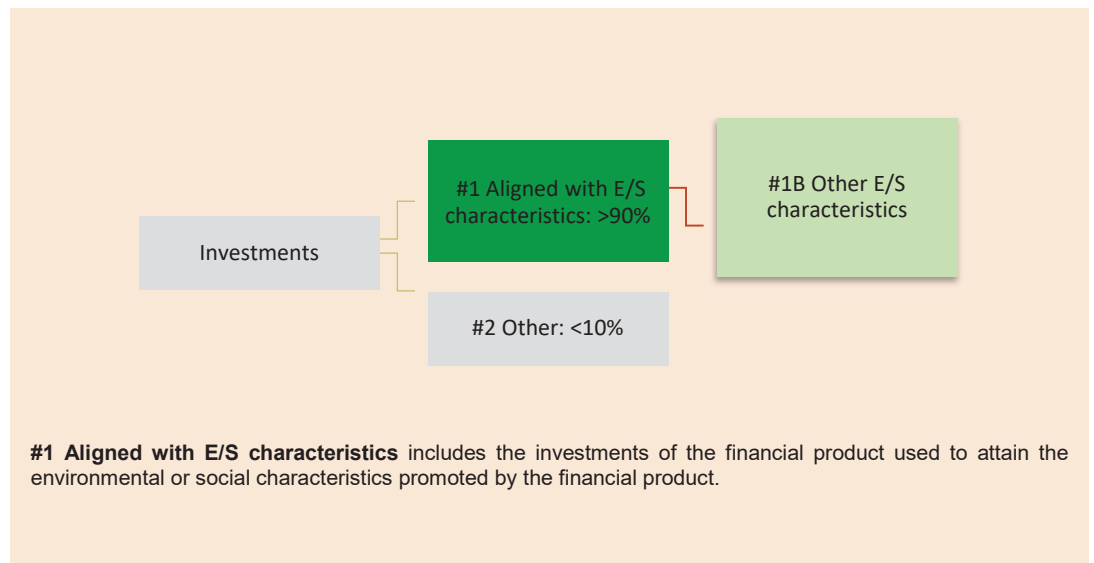 #1 Aligned with E/S
characteristics: >90%
#1B Other E/S
characteristics
Investments
#2 Other: <10%
#1 Aligned with E/S characteristics includes the investments of the financial product used to attain the
environmental or social characteristics promoted by the financial product.